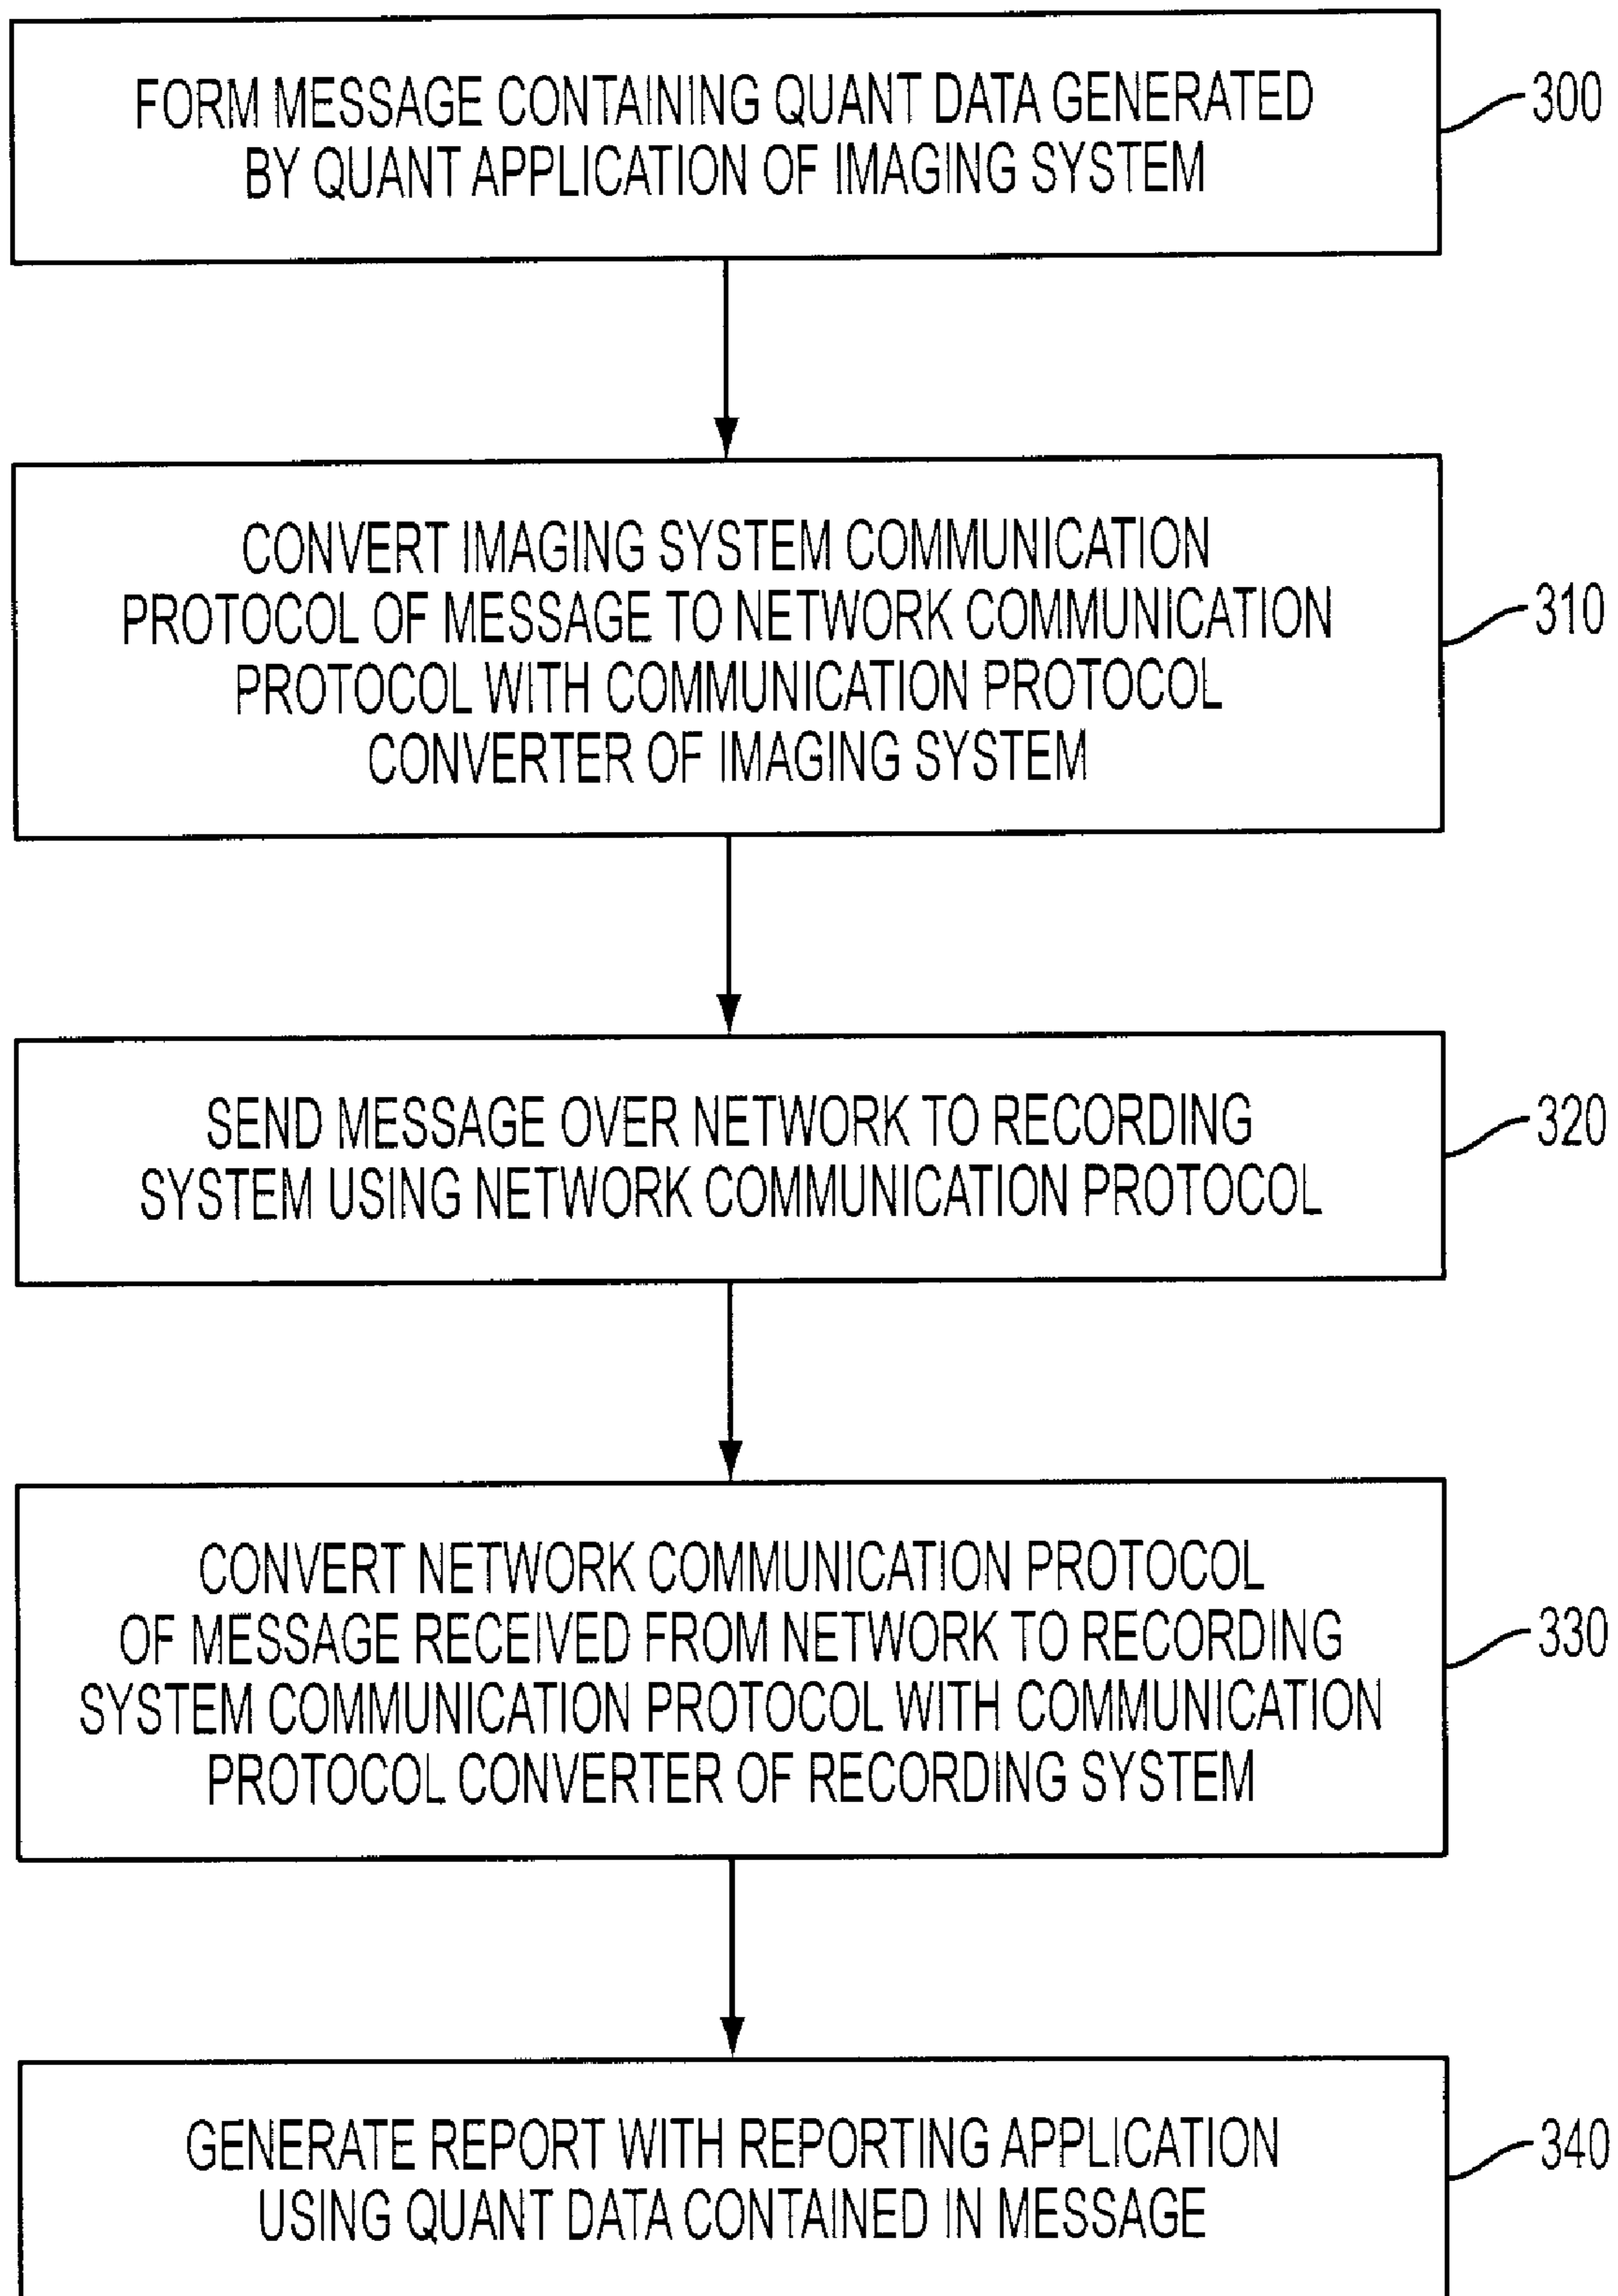 FORM MESSAGE CONTAINING QUANT DATA GENERATED
BY QUANT APPLICATION OF IMAGING SYSTEM
300
CONVERT IMAGING SYSTEM COMMUNICATION
PROTOCOL OF MESSAGE TO NETWORK COMMUNICATION
PROTOCOL WITH COMMUNICATION PROTOCOL
CONVERTER OF IMAGING SYSTEM
310
SEND MESSAGE OVER NETWORK TO RECORDING
SYSTEM USING NETWORK COMMUNICATION PROTOCOL
320
CONVERT NETWORK COMMUNICATION PROTOCOL
OF MESSAGE RECEIVED FROM NETWORK TO RECORDING
SYSTEM COMMUNICATION PROTOCOL WITH COMMUNICATION
PROTOCOL CONVERTER OF RECORDING SYSTEM
330
GENERATE REPORT WITH REPORTING APPLICATION
USING QUANT DATA CONTAINED IN MESSAGE
340